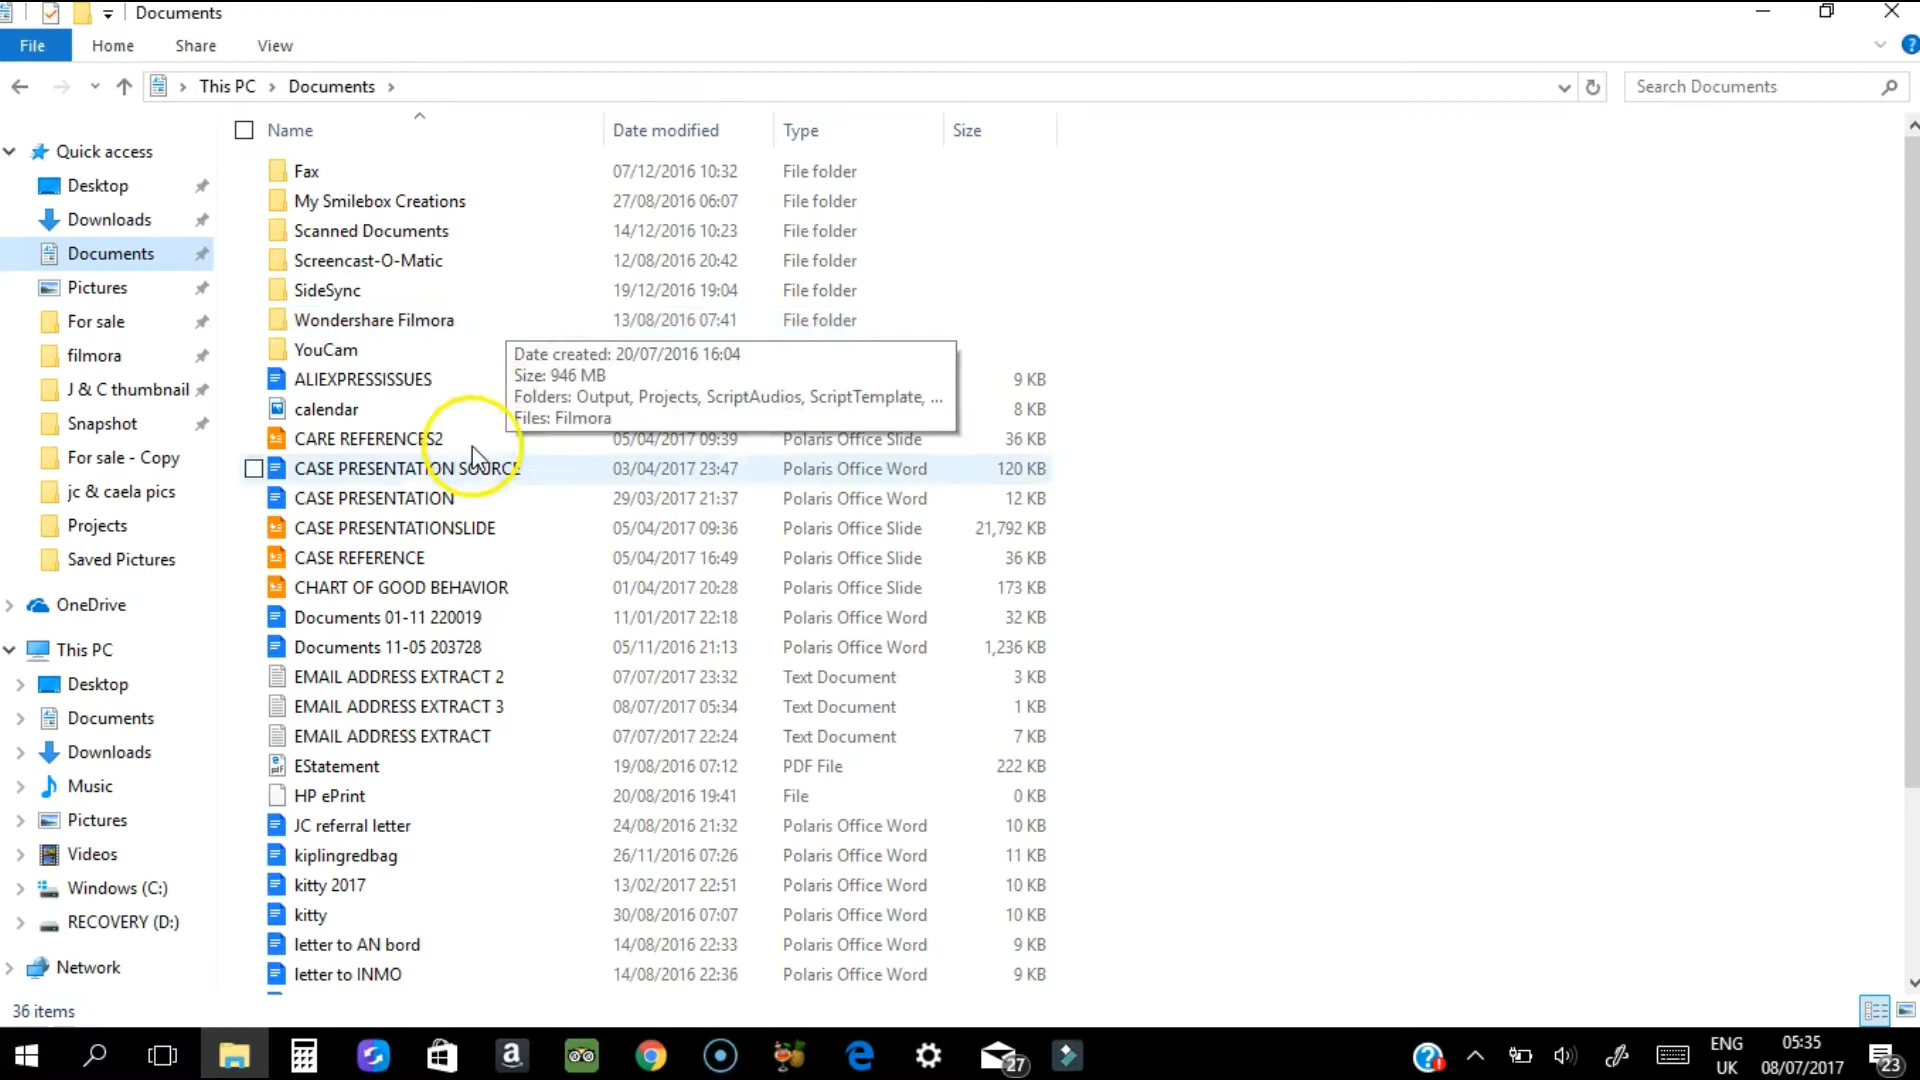 Documents
File Home Share View
This PC Documents
Search Documents
Name Date modified Type Size
Quick access
Desktop
Downloads
Documents
Pictures
For sale
filmora
J & C thumbnail
Snapshot
For sale - Copy
jc & caela pics
Projects
Saved Pictures
OneDrive
This PC
Desktop
Documents
Downloads
Music
Pictures
Videos
Windows (C:)
RECOVERY (D:)
Network
Fax 07/12/2016 10:32 File folder
My Smilebox Creations 27/08/2016 06:07 File folder
Scanned Documents 14/12/2016 10:23 File folder
Screencast-O-Matic 12/08/2016 20:42 File folder
SideSync 19/12/2016 19:04 File folder
Wondershare Filmora 13/08/2016 07:41 File folder
YouCam
Date created: 20/07/2016 16:04
Size: 946 MB
Folders: Output, Projects, ScriptAudios, ScriptTemplate, ...
Files: Filmora
ALIEXPRESSISSUES 9 KB
calendar 8 KB
CARE REFERENCES2 05/04/2017 09:39 Polaris Office Slide 36 KB
CASE PRESENTATION SOURCE 03/04/2017 23:47 Polaris Office Word 120 KB
CASE PRESENTATION 29/03/2017 21:37 Polaris Office Word 12 KB
CASE PRESENTATIONSLIDE 05/04/2017 09:36 Polaris Office Slide 21,792 KB
CASE REFERENCE 05/04/2017 16:49 Polaris Office Slide 36 KB
CHART OF GOOD BEHAVIOR 01/04/2017 20:28 Polaris Office Slide 173 KB
Documents 01-11 220019 11/01/2017 22:18 Polaris Office Word 32 KB
Documents 11-05 203728 05/11/2016 21:13 Polaris Office Word 1,236 KB
EMAIL ADDRESS EXTRACT 2 07/07/2017 23:32 Text Document 3 KB
EMAIL ADDRESS EXTRACT 3 08/07/2017 05:34 Text Document 1 KB
EMAIL ADDRESS EXTRACT 07/07/2017 22:24 Text Document 7 KB
EStatement 19/08/2016 07:12 PDF File 222 KB
HP ePrint 20/08/2016 19:41 File 0 KB
JC referral letter 24/08/2016 21:32 Polaris Office Word 10 KB
kiplingredbag 26/11/2016 07:26 Polaris Office Word 11 KB
kitty 2017 13/02/2017 22:51 Polaris Office Word 10 KB
kitty 30/08/2016 07:07 Polaris Office Word 10 KB
letter to AN bord 14/08/2016 22:33 Polaris Office Word 9 KB
letter to INMO 14/08/2016 22:36 Polaris Office Word 9 KB
36 items
27
ENG
UK
05:35
08/07/2017
23